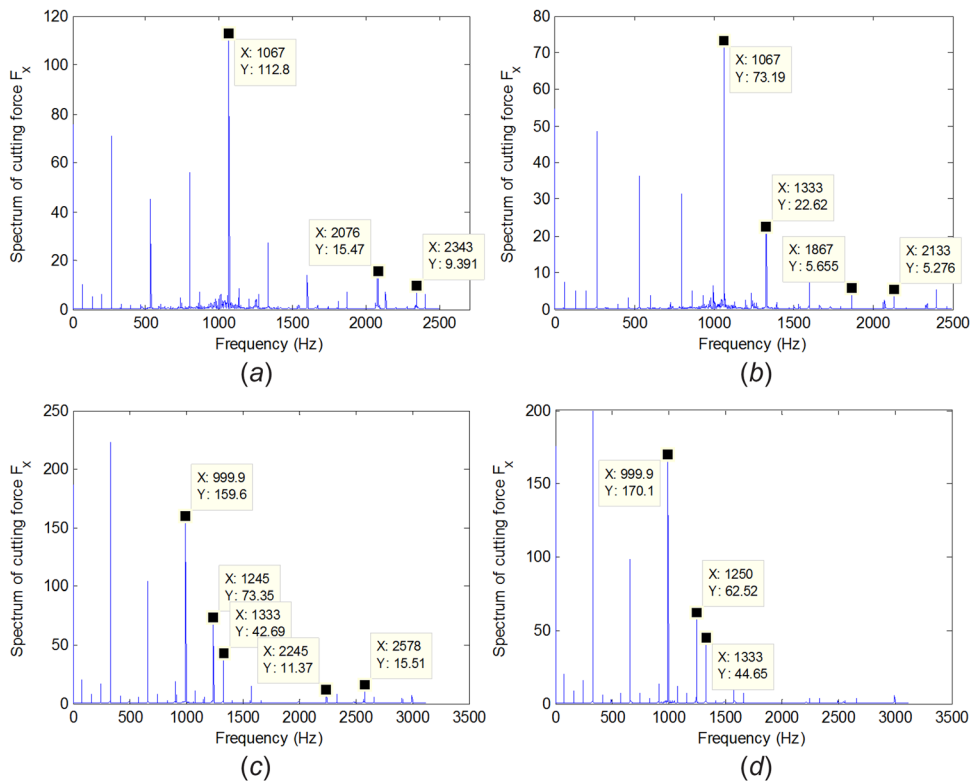 120
100
80
60
40
20
0
Spectrum of cutting force Fx
X: 1067
Y: 112.8
X: 2076
Y: 15.47
X: 2343
Y: 9.391
0
500
1000
1500
2000
2500
Frequency (Hz)
(a)
80
70
60
50
40
30
20
10
0
Spectrum of cutting force Fx
X: 1067
Y: 73.19
X: 1333
Y: 22.62
X: 1867
Y: 5.655
X: 2133
Y: 5.276
0
500
1000
1500
2000
2500
Frequency (Hz)
(b)
250
200
150
100
50
0
Spectrum of cutting force Fx
X: 999.9
Y: 159.6
X: 1245
Y: 73.35
X: 1333
Y: 42.69
X: 2245
Y: 11.37
X: 2578
Y: 15.51
0
500
1000
1500
2000
2500
3000
3500
Frequency (Hz)
(c)
200
150
100
50
0
Spectrum of cutting force Fx
X: 999.9
Y: 170.1
X: 1250
Y: 62.52
X: 1333
Y: 44.65
0
500
1000
1500
2000
2500
3000
3500
Frequency (Hz)
(d)